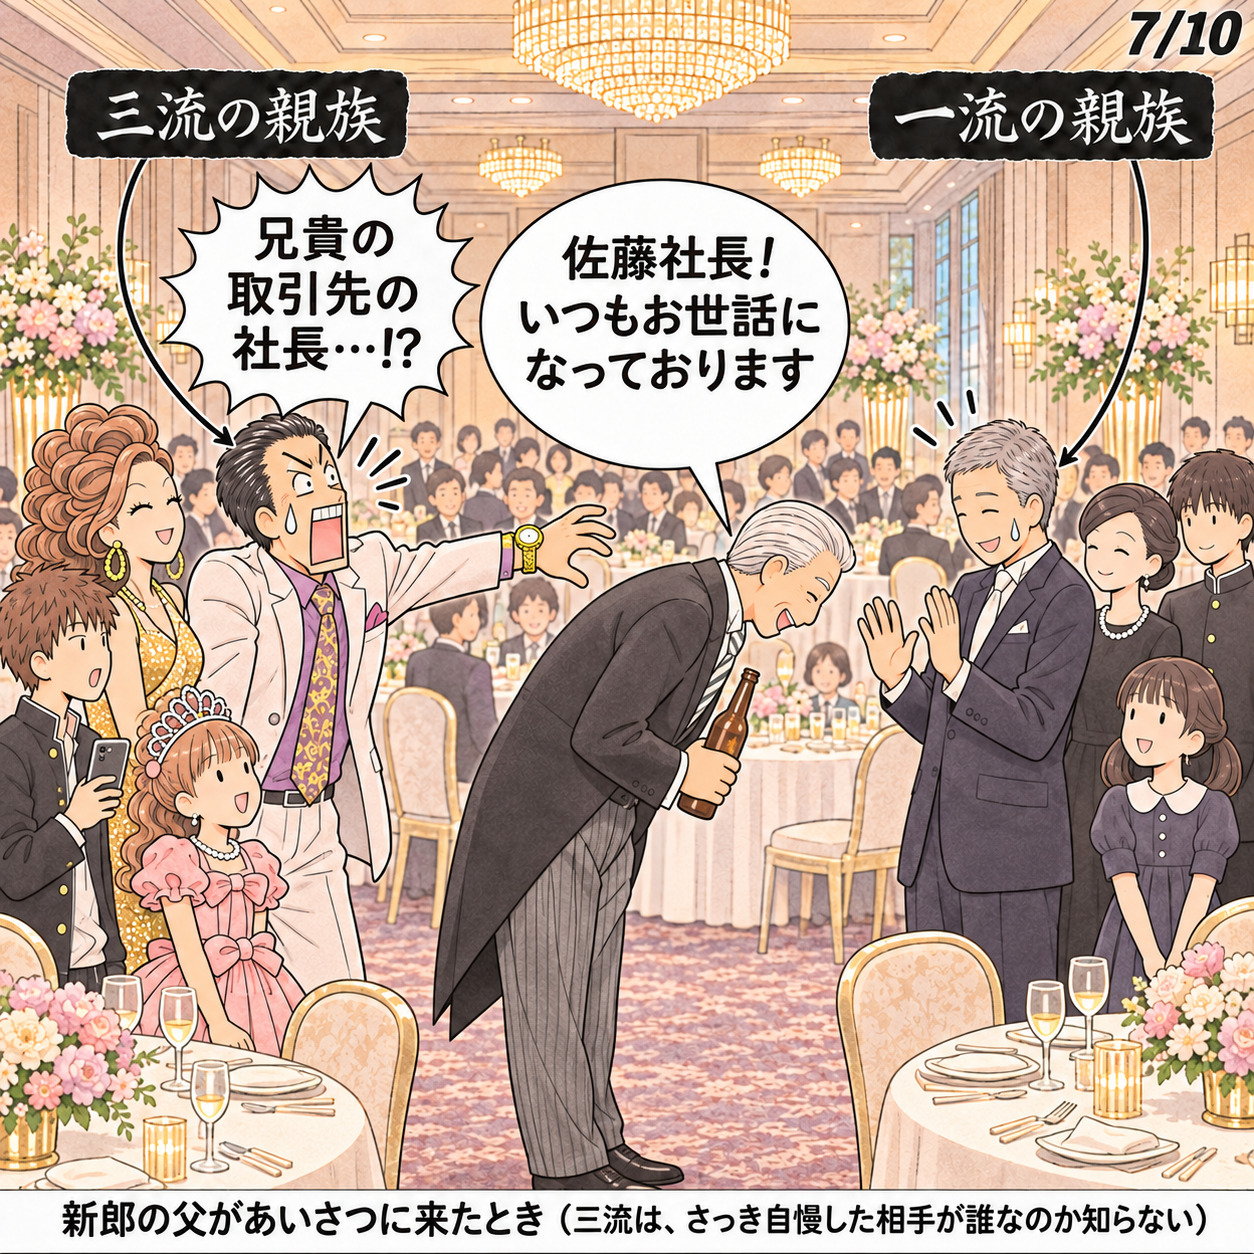 7/10
三流の親族
一流の親族
兄貴の
取引先の
社長…!?
佐藤社長!
いつもお世話に
なっております
新郎の父があいさつに来たとき（三流は、さっき自慢した相手が誰なのか知らない）